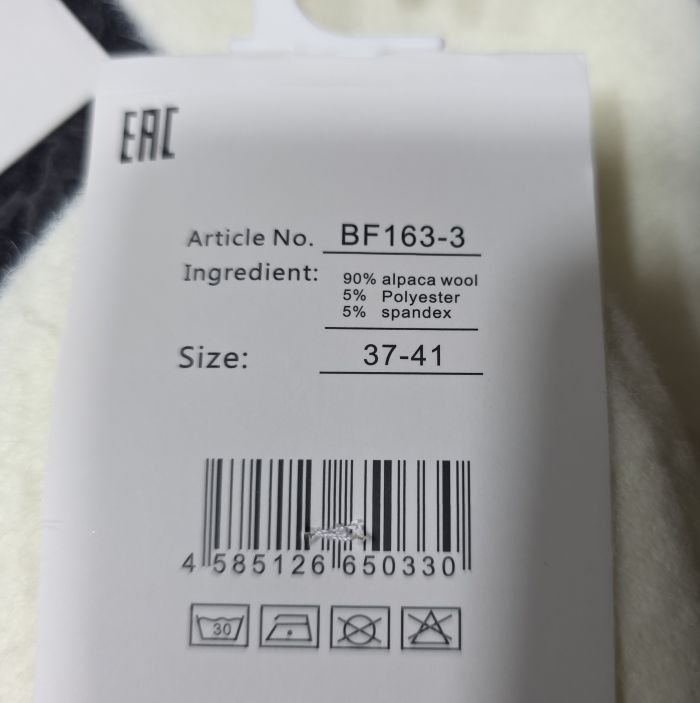 EAC
Article No. BF163-3
Ingredient: 90% alpaca wool
5% Polyester
5% spandex
Size: 37-41
4 585126 650330
30